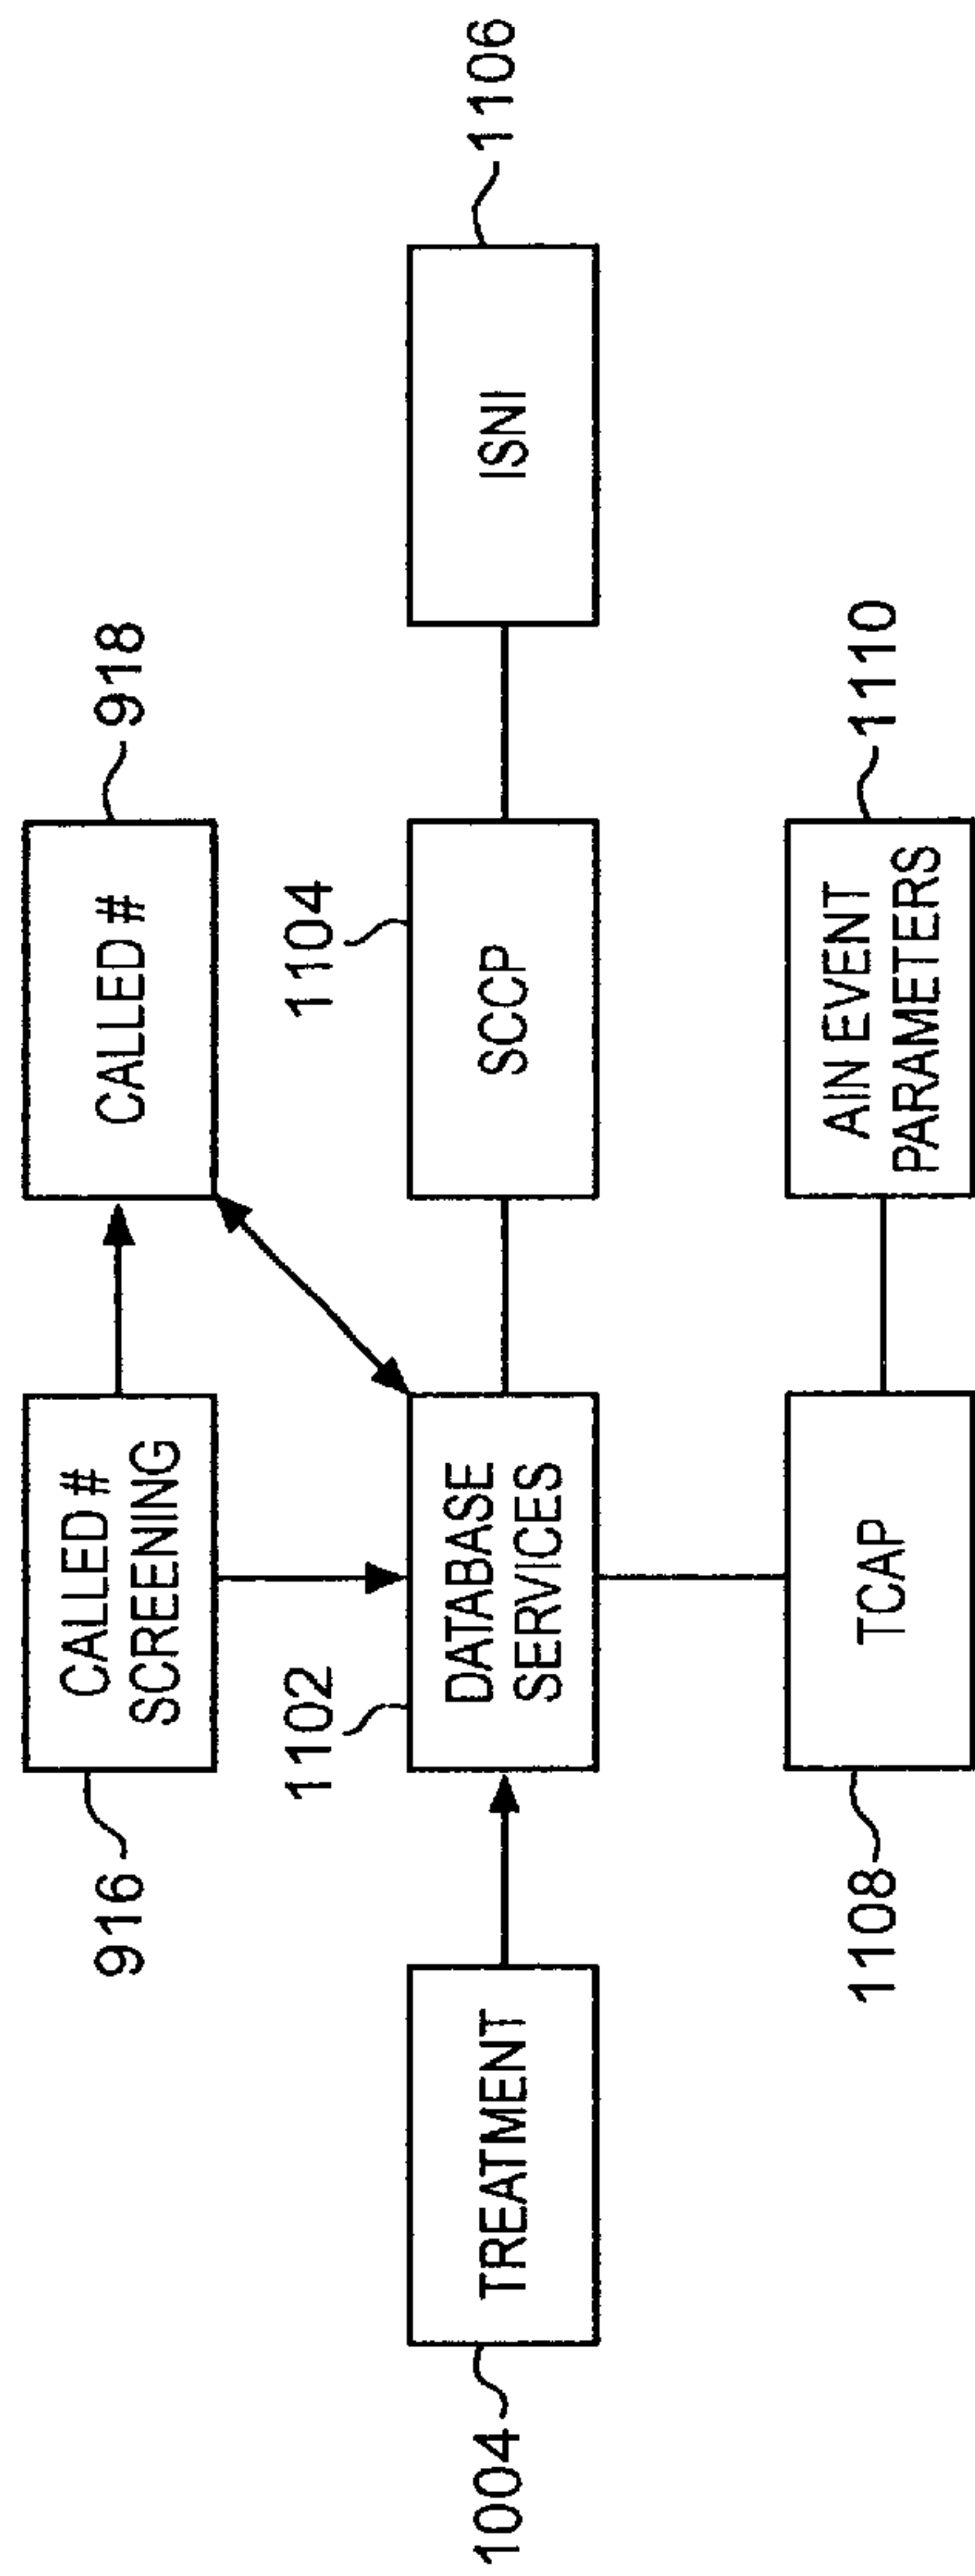 916
CALLED #
SCREENING
CALLED #
918
1102
DATABASE
SERVICES
1104
SCCP
ISNI
1106
1004
TREATMENT
1108
TCAP
AIN EVENT
PARAMETERS
1110